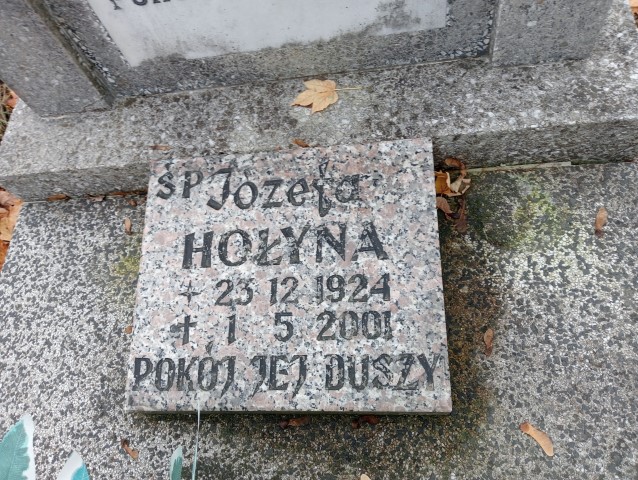 ŚP Józefa
HOŁYNA
+ 23 12 1924
+ 1 5 2001
POKÓJ JEJ DUSZY